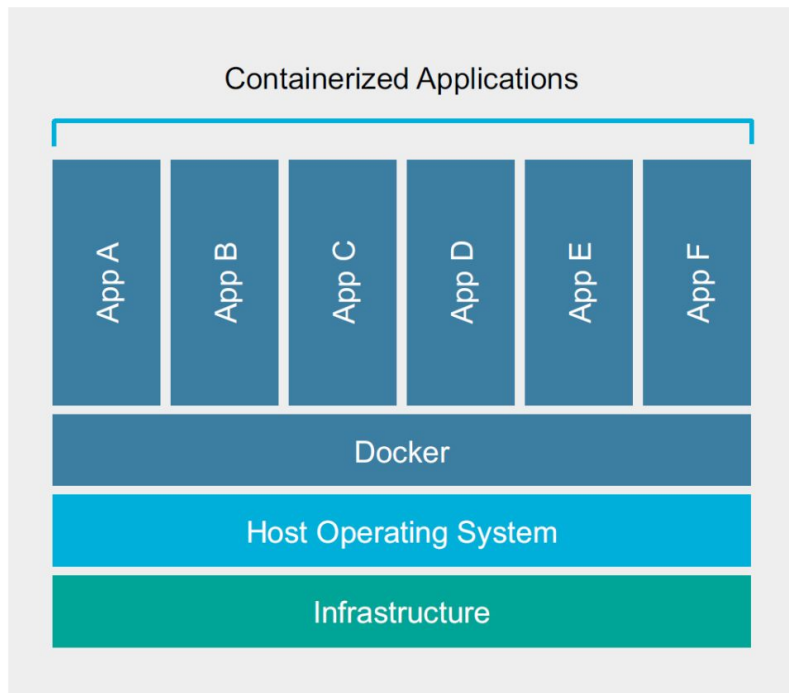 Containerized Applications
App A
App B
App C
App D
App E
App F
Docker
Host Operating System
Infrastructure